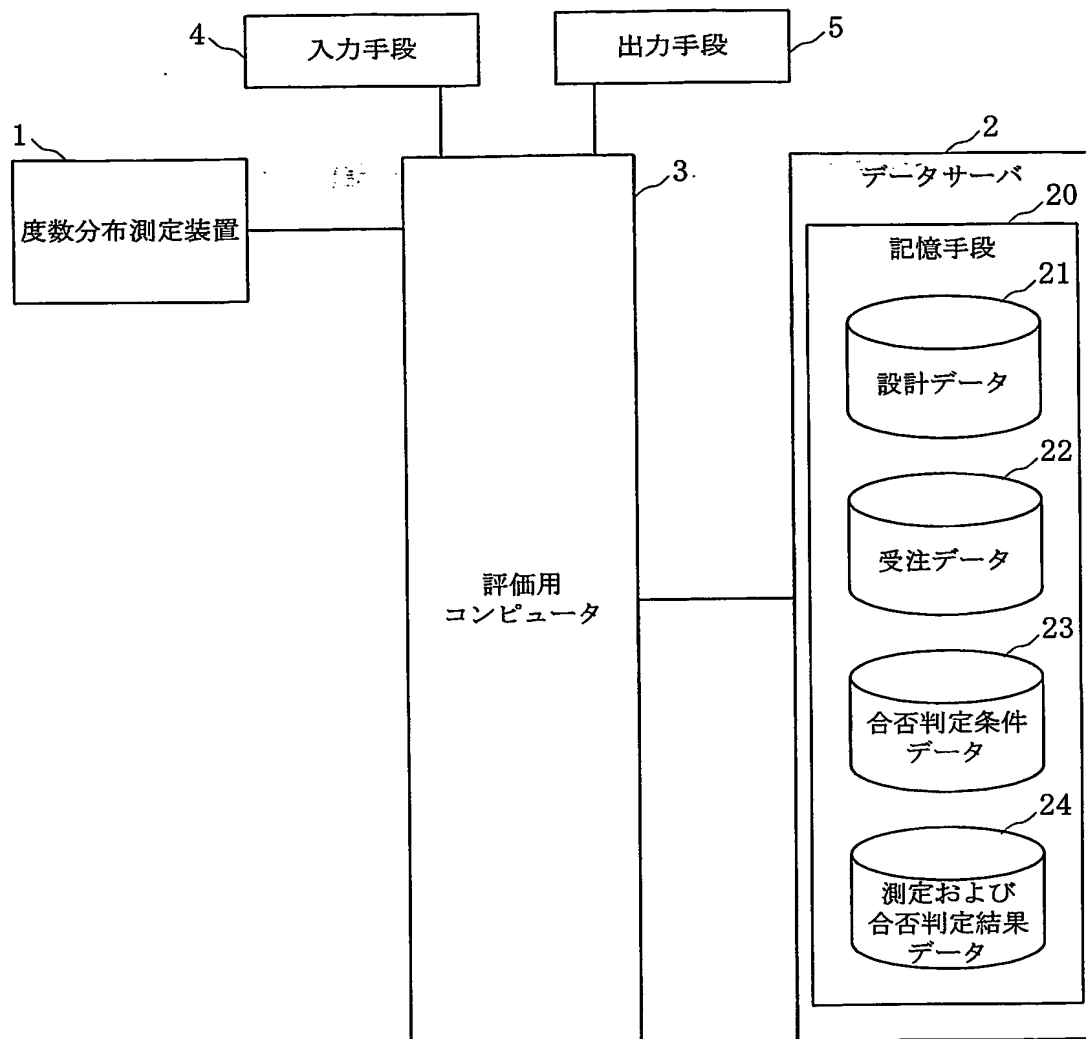 4
入力手段
出力手段
5
1
度数分布測定装置
3
評価用
コンピュータ
2
データサーバ
20
記憶手段
21
設計データ
22
受注データ
23
合否判定条件
データ
24
測定および
合否判定結果
データ